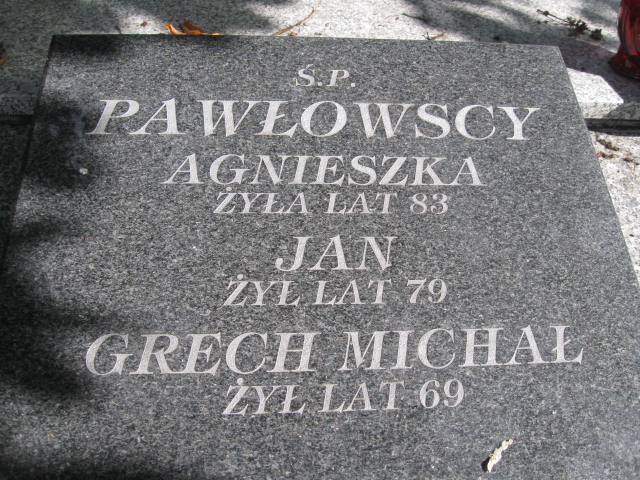 Ś.P.
PAWŁOWSCY
AGNIESZKA
ŻYŁA LAT 83
JAN
ŻYŁ LAT 79
GRECH MICHAŁ
ŻYŁ LAT 69